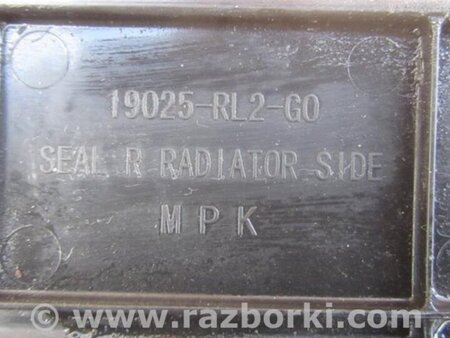 19025-RL2-G0
SEAL R RADIATOR SIDE
MPK
www.razborki.com